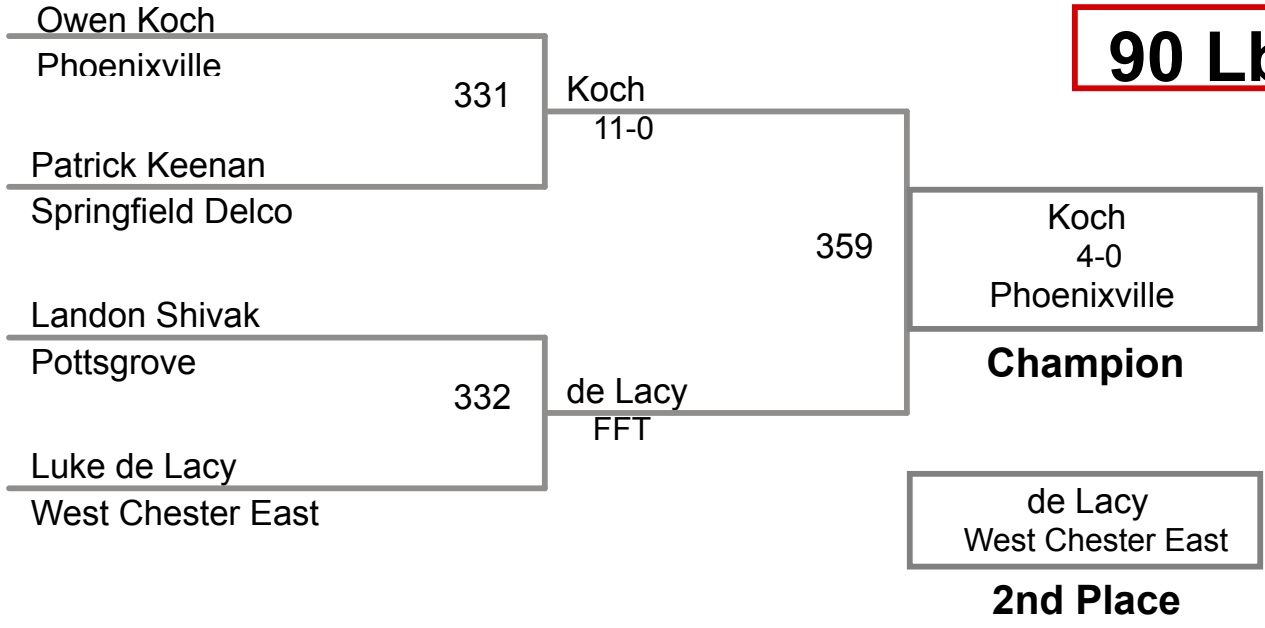 Owen Koch
Phoenixville
331
Koch
11-0
90
Patrick Keenan
Springfield Delco
359
Koch
4-0
Phoenixville
Champion
Landon Shivak
Pottsgrove
332
de Lacy
FFT
Luke de Lacy
West Chester East
de Lacy
West Chester East
2nd Place